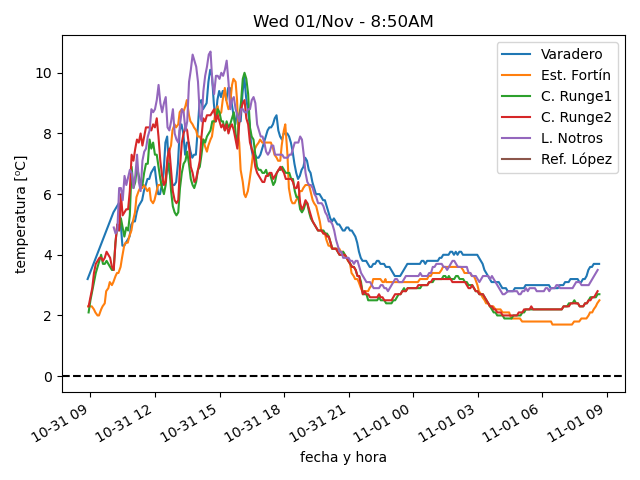 Wed 01/Nov - 8:50AM
temperatura [°C]
10
8
6
4
2
0
Varadero
Est. Fortín
C. Runge1
C. Runge2
L. Notros
Ref. López
10-31 09
10-31 12
10-31 15
10-31 18
10-31 21
11-01 00
11-01 03
11-01 06
11-01 09
fecha y hora